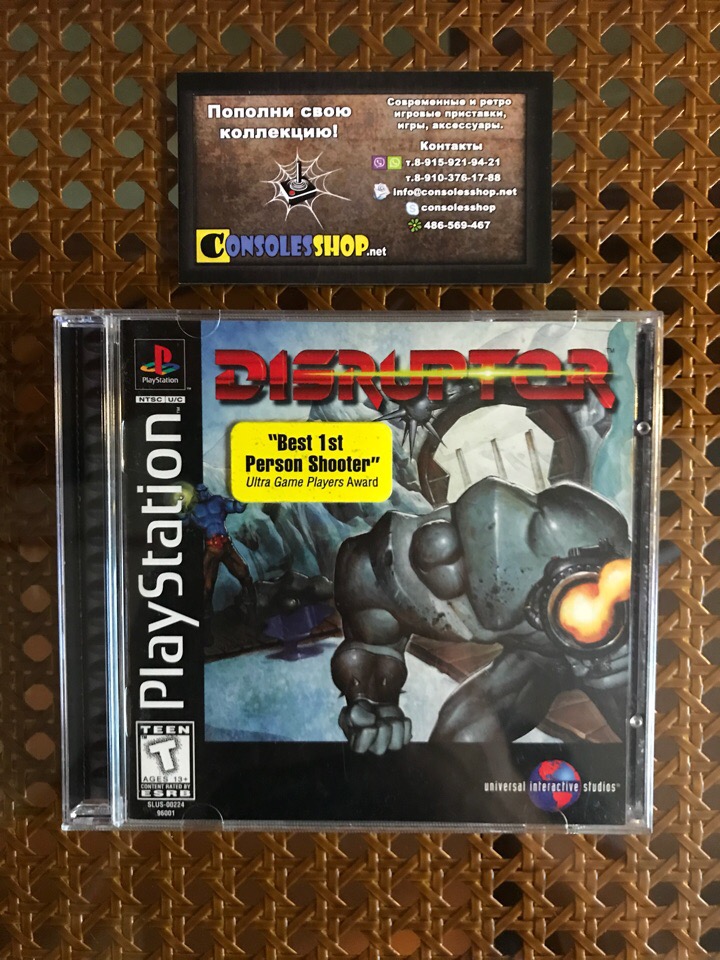 Пополни свою
коллекцию!
CONSOLESSHOP.net
Современные и ретро
игровые приставки,
игры, аксессуары.
Контакты
т.8-915-921-94-21
т.8-910-376-17-88
info@consolesshop.net
consolesshop
486-569-467
PlayStation
NTSC U/C
PlayStation™
DISRUPTOR™
"Best 1st
Person Shooter"
Ultra Game Players Award
TEEN
T
AGES 13+
CONTENT RATED BY
ESRB
SLUS-00224
96001
universal interactive studios